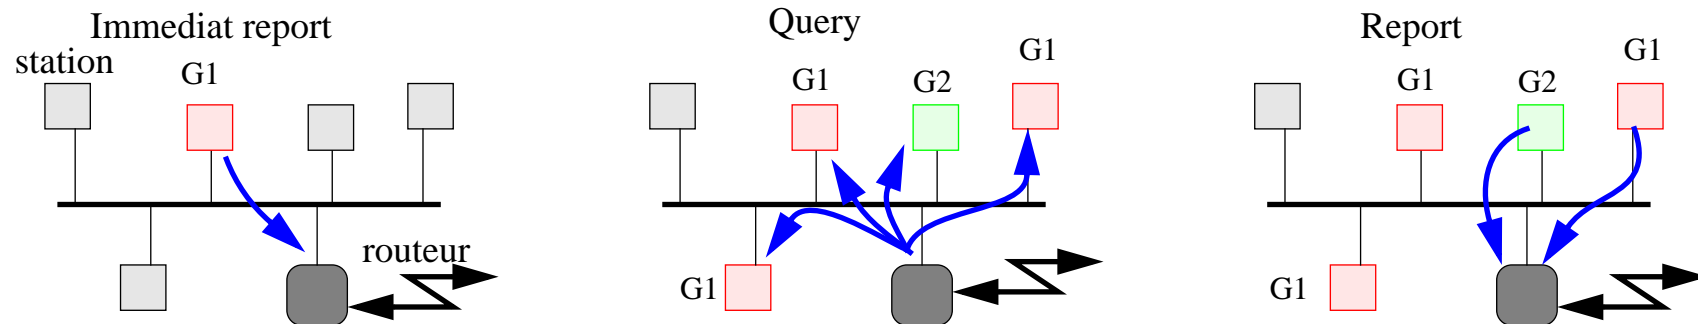 Immediat report
station
G1
routeur
Query
G1
G1
G2
G1
Report
G1
G1
G2
G1